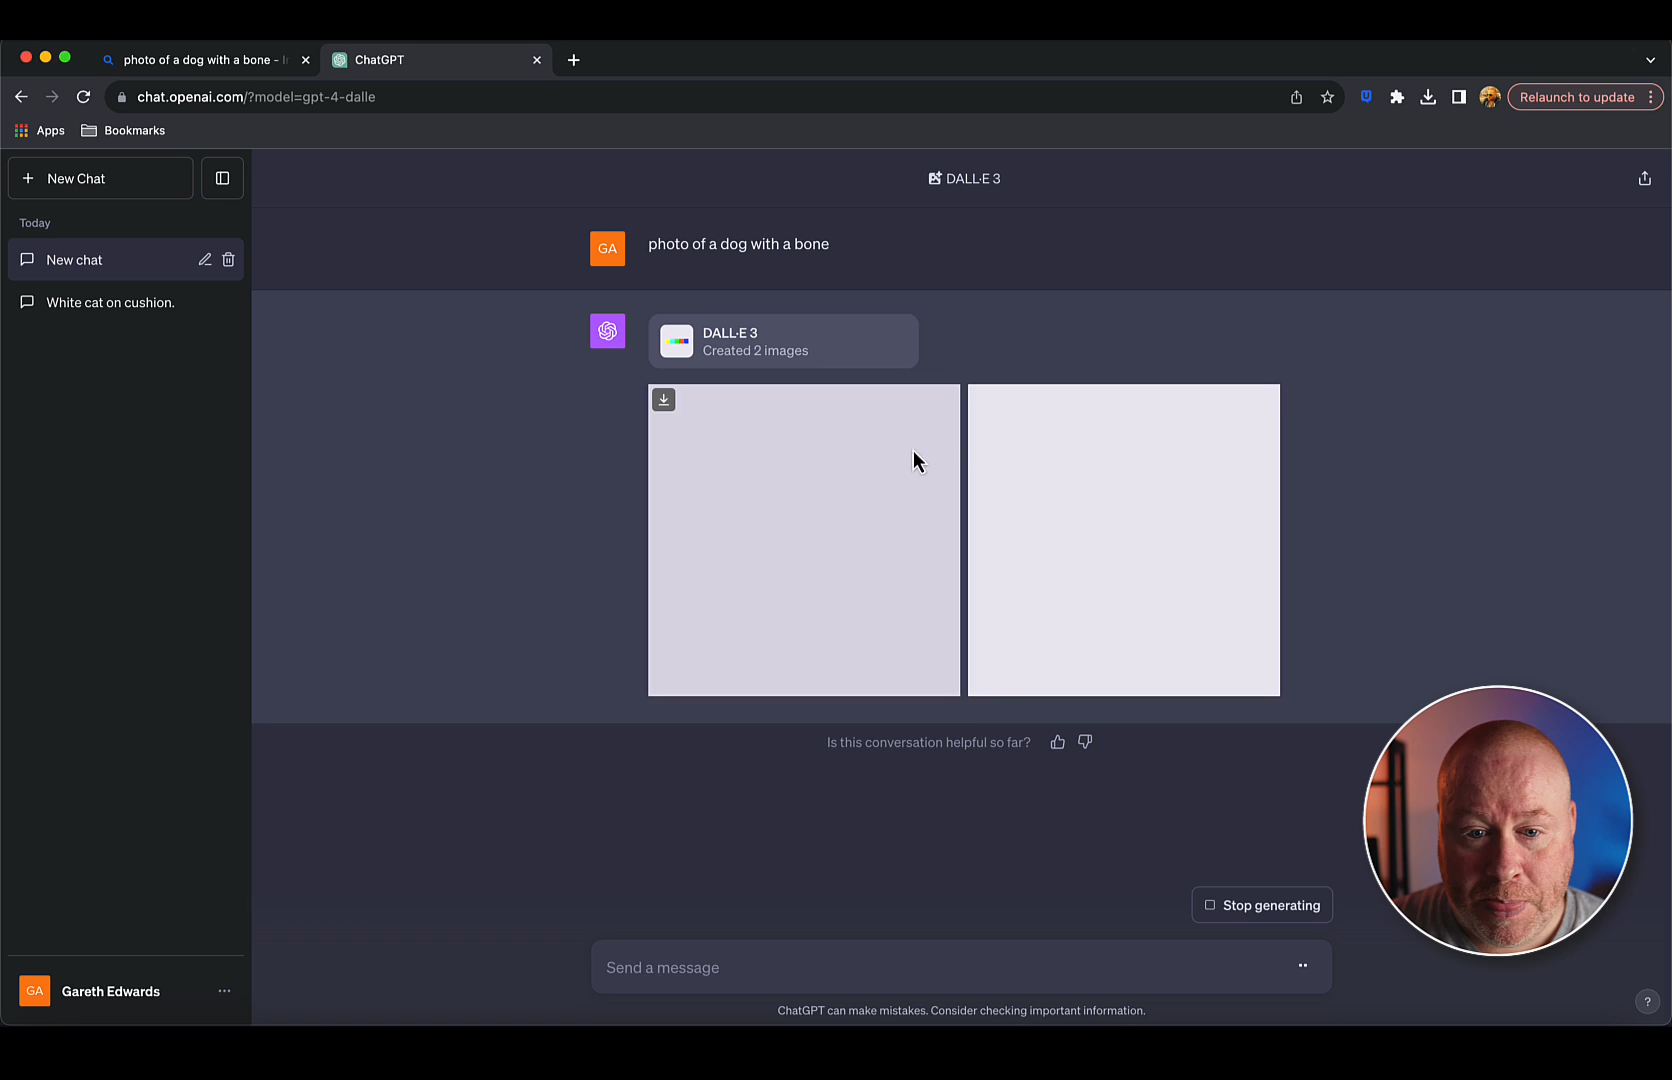 photo of a dog with a bone -
ChatGPT
chat.openai.com/?model=gpt-4-dalle
Relaunch to update
Apps
Bookmarks
New Chat
DALL·E 3
Today
New chat
White cat on cushion.
GA
photo of a dog with a bone
DALL·E 3
Created 2 images
Is this conversation helpful so far?
Stop generating
Send a message
ChatGPT can make mistakes. Consider checking important information.
GA
Gareth Edwards
?